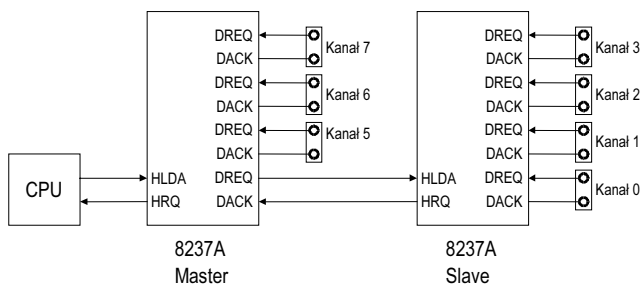 DREQ
DACK
DREQ
DACK
DREQ
DACK
DREQ
DACK
HLDA
HRQ
Kanał 7
Kanał 6
Kanał 5
CPU
8237A
Master
DREQ
DACK
DREQ
DACK
DREQ
DACK
DREQ
DACK
HLDA
HRQ
Kanał 3
Kanał 2
Kanał 1
Kanał 0
8237A
Slave